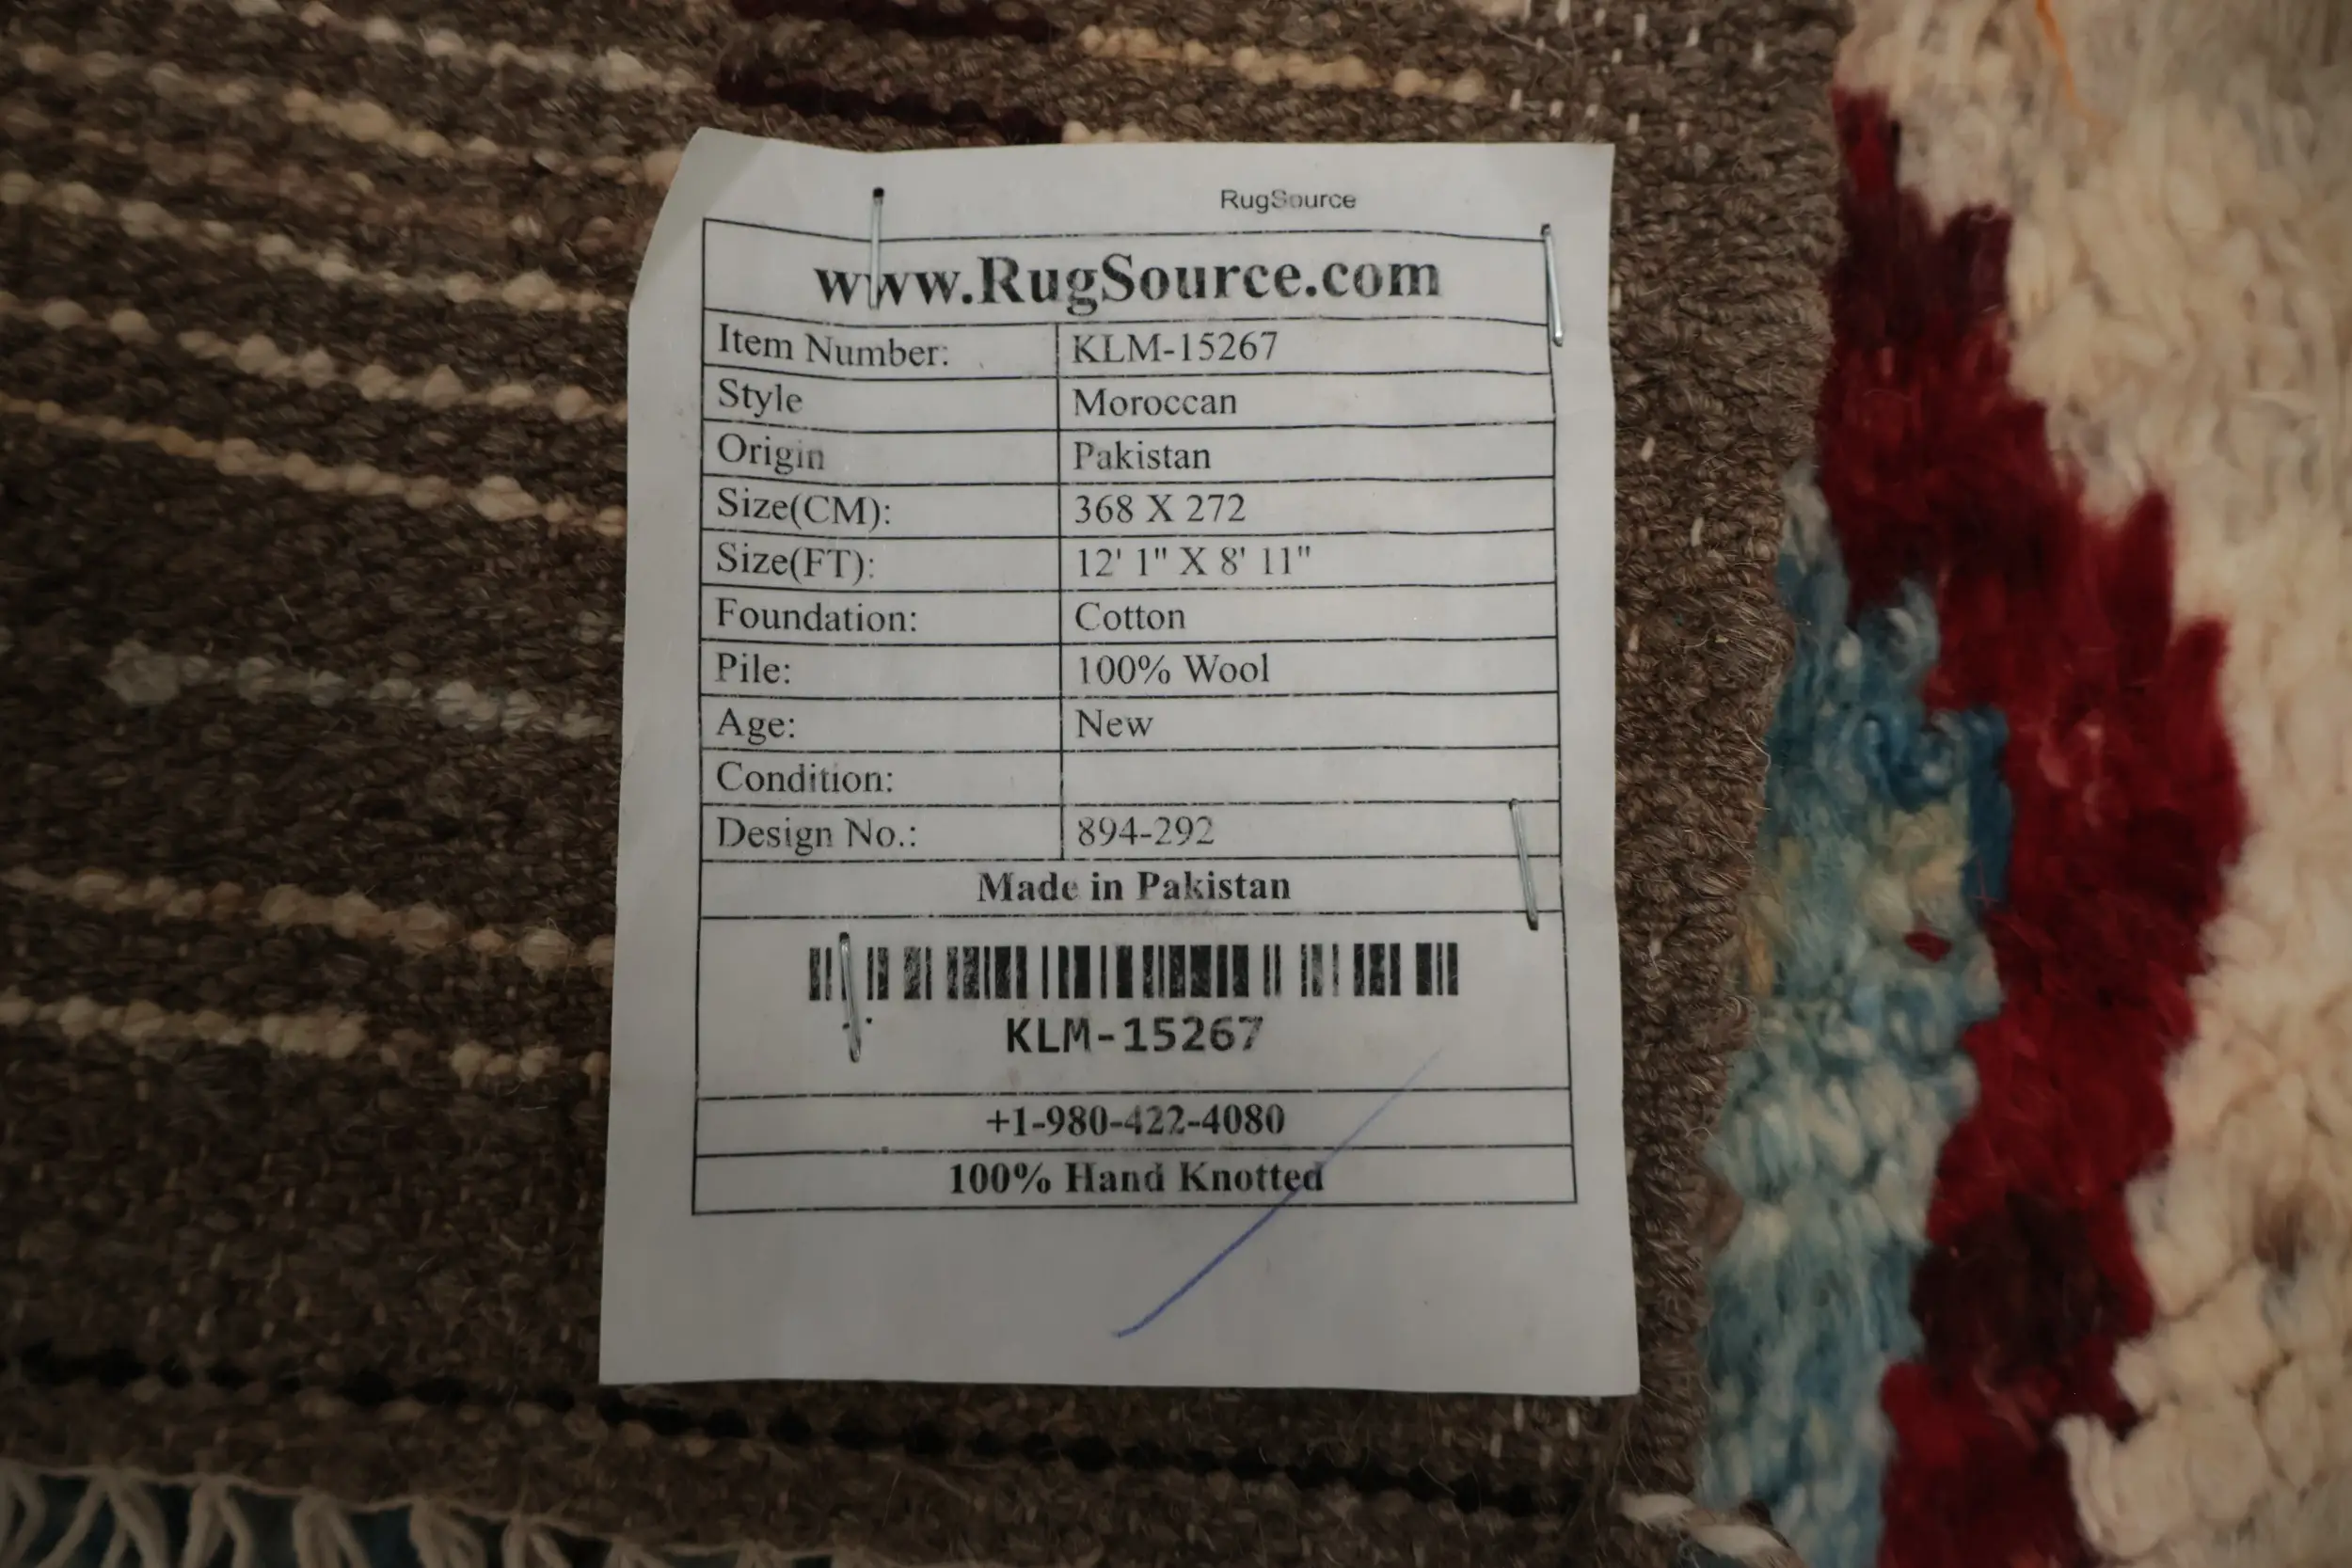 RugSource
www.RugSource.com
Item Number: KLM-15267
Style Moroccan
Origin Pakistan
Size(CM): 368 X 272
Size(FT): 12' 1" X 8' 11"
Foundation: Cotton
Pile: 100% Wool
Age: New
Condition:
Design No.: 894-292
Made in Pakistan
KLM-15267
+1-980-422-4080
100% Hand Knotted